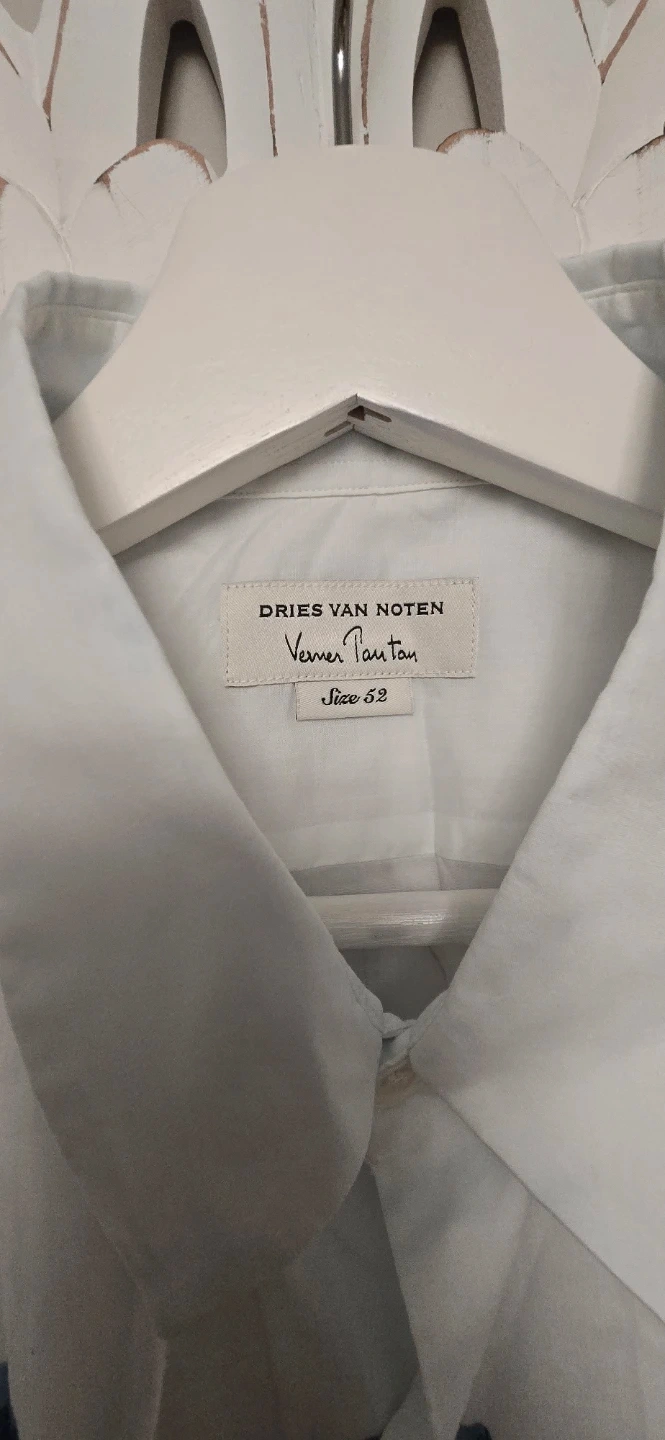 DRIES VAN NOTEN
Verner Panton
Size 52